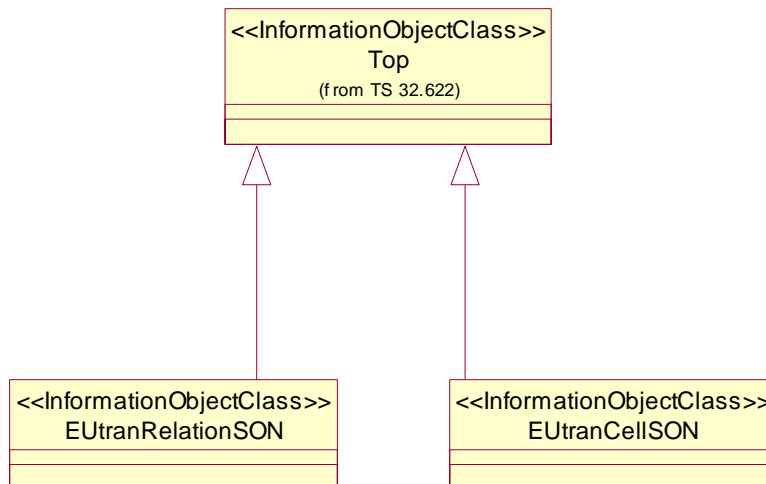 <<InformationObjectClass>>
Top
(from TS 32.622)
<<InformationObjectClass>>
EUtranRelationSON
<<InformationObjectClass>>
EUtranCellSON